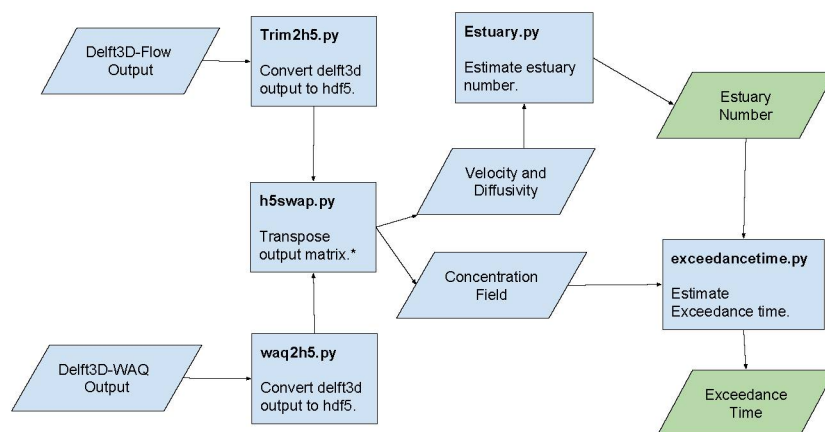 Delft3D-Flow
Output
Trim2h5.py
Convert delft3d
output to hdf5.
Estuary.py
Estimate estuary
number.
Estuary
Number
h5swap.py
Transpose
output matrix.*
Velocity and
Diffusivity
Concentration
Field
exceedancetime.py
Estimate
Exceedance time.
Delft3D-WAQ
Output
waq2h5.py
Convert delft3d
output to hdf5.
Exceedance
Time